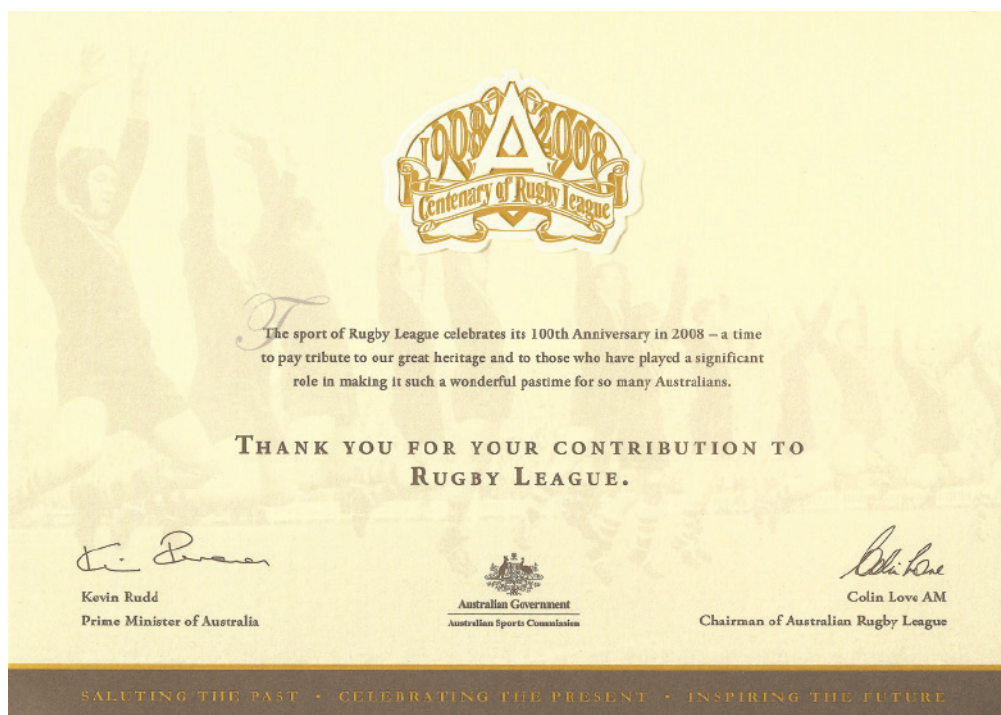 1908 2008
Centenary of Rugby League
The sport of Rugby League celebrates its 100th Anniversary in 2008 – a time
to pay tribute to our great heritage and to those who have played a significant
role in making it such a wonderful pastime for so many Australians.
THANK YOU FOR YOUR CONTRIBUTION TO
RUGBY LEAGUE.
Kevin Rudd
Prime Minister of Australia
Australian Government
Australian Sports Commission
Colin Love
Colin Love AM
Chairman of Australian Rugby League
SALUTING THE PAST • CELEBRATING THE PRESENT • INSPIRING THE FUTURE